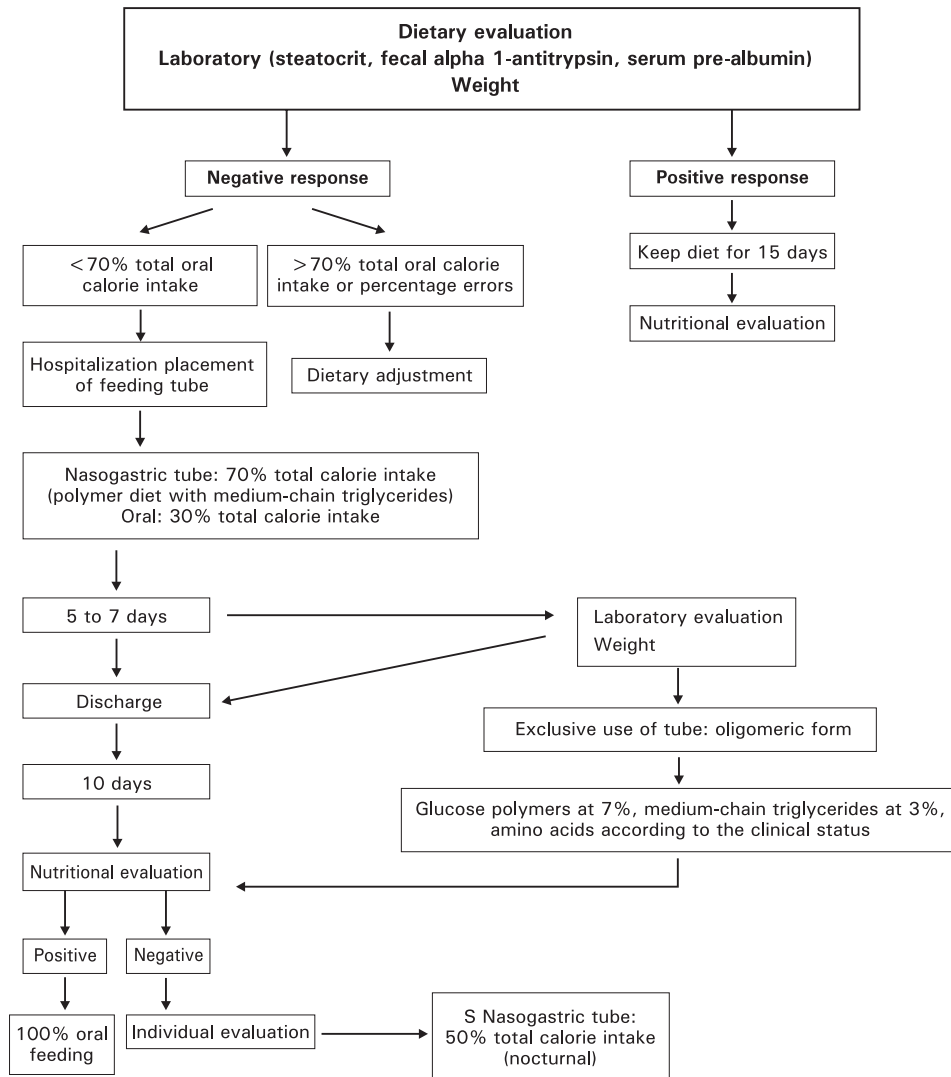 Dietary evaluation
Laboratory (steatocrit, fecal alpha 1-antitrypsin, serum pre-albumin)
Weight
Negative response
Positive response
<70% total oral
calorie intake
>70% total oral calorie
intake or percentage errors
Keep diet for 15 days
Nutritional evaluation
Hospitalization placement
of feeding tube
Dietary adjustment
Nasogastric tube: 70% total calorie intake
(polymer diet with medium-chain triglycerides)
Oral: 30% total calorie intake
5 to 7 days
Laboratory evaluation
Weight
Discharge
Exclusive use of tube: oligomeric form
10 days
Glucose polymers at 7%, medium-chain triglycerides at 3%,
amino acids according to the clinical status
Nutritional evaluation
Positive
Negative
100% oral
feeding
Individual evaluation
S Nasogastric tube:
50% total calorie intake
(nocturnal)